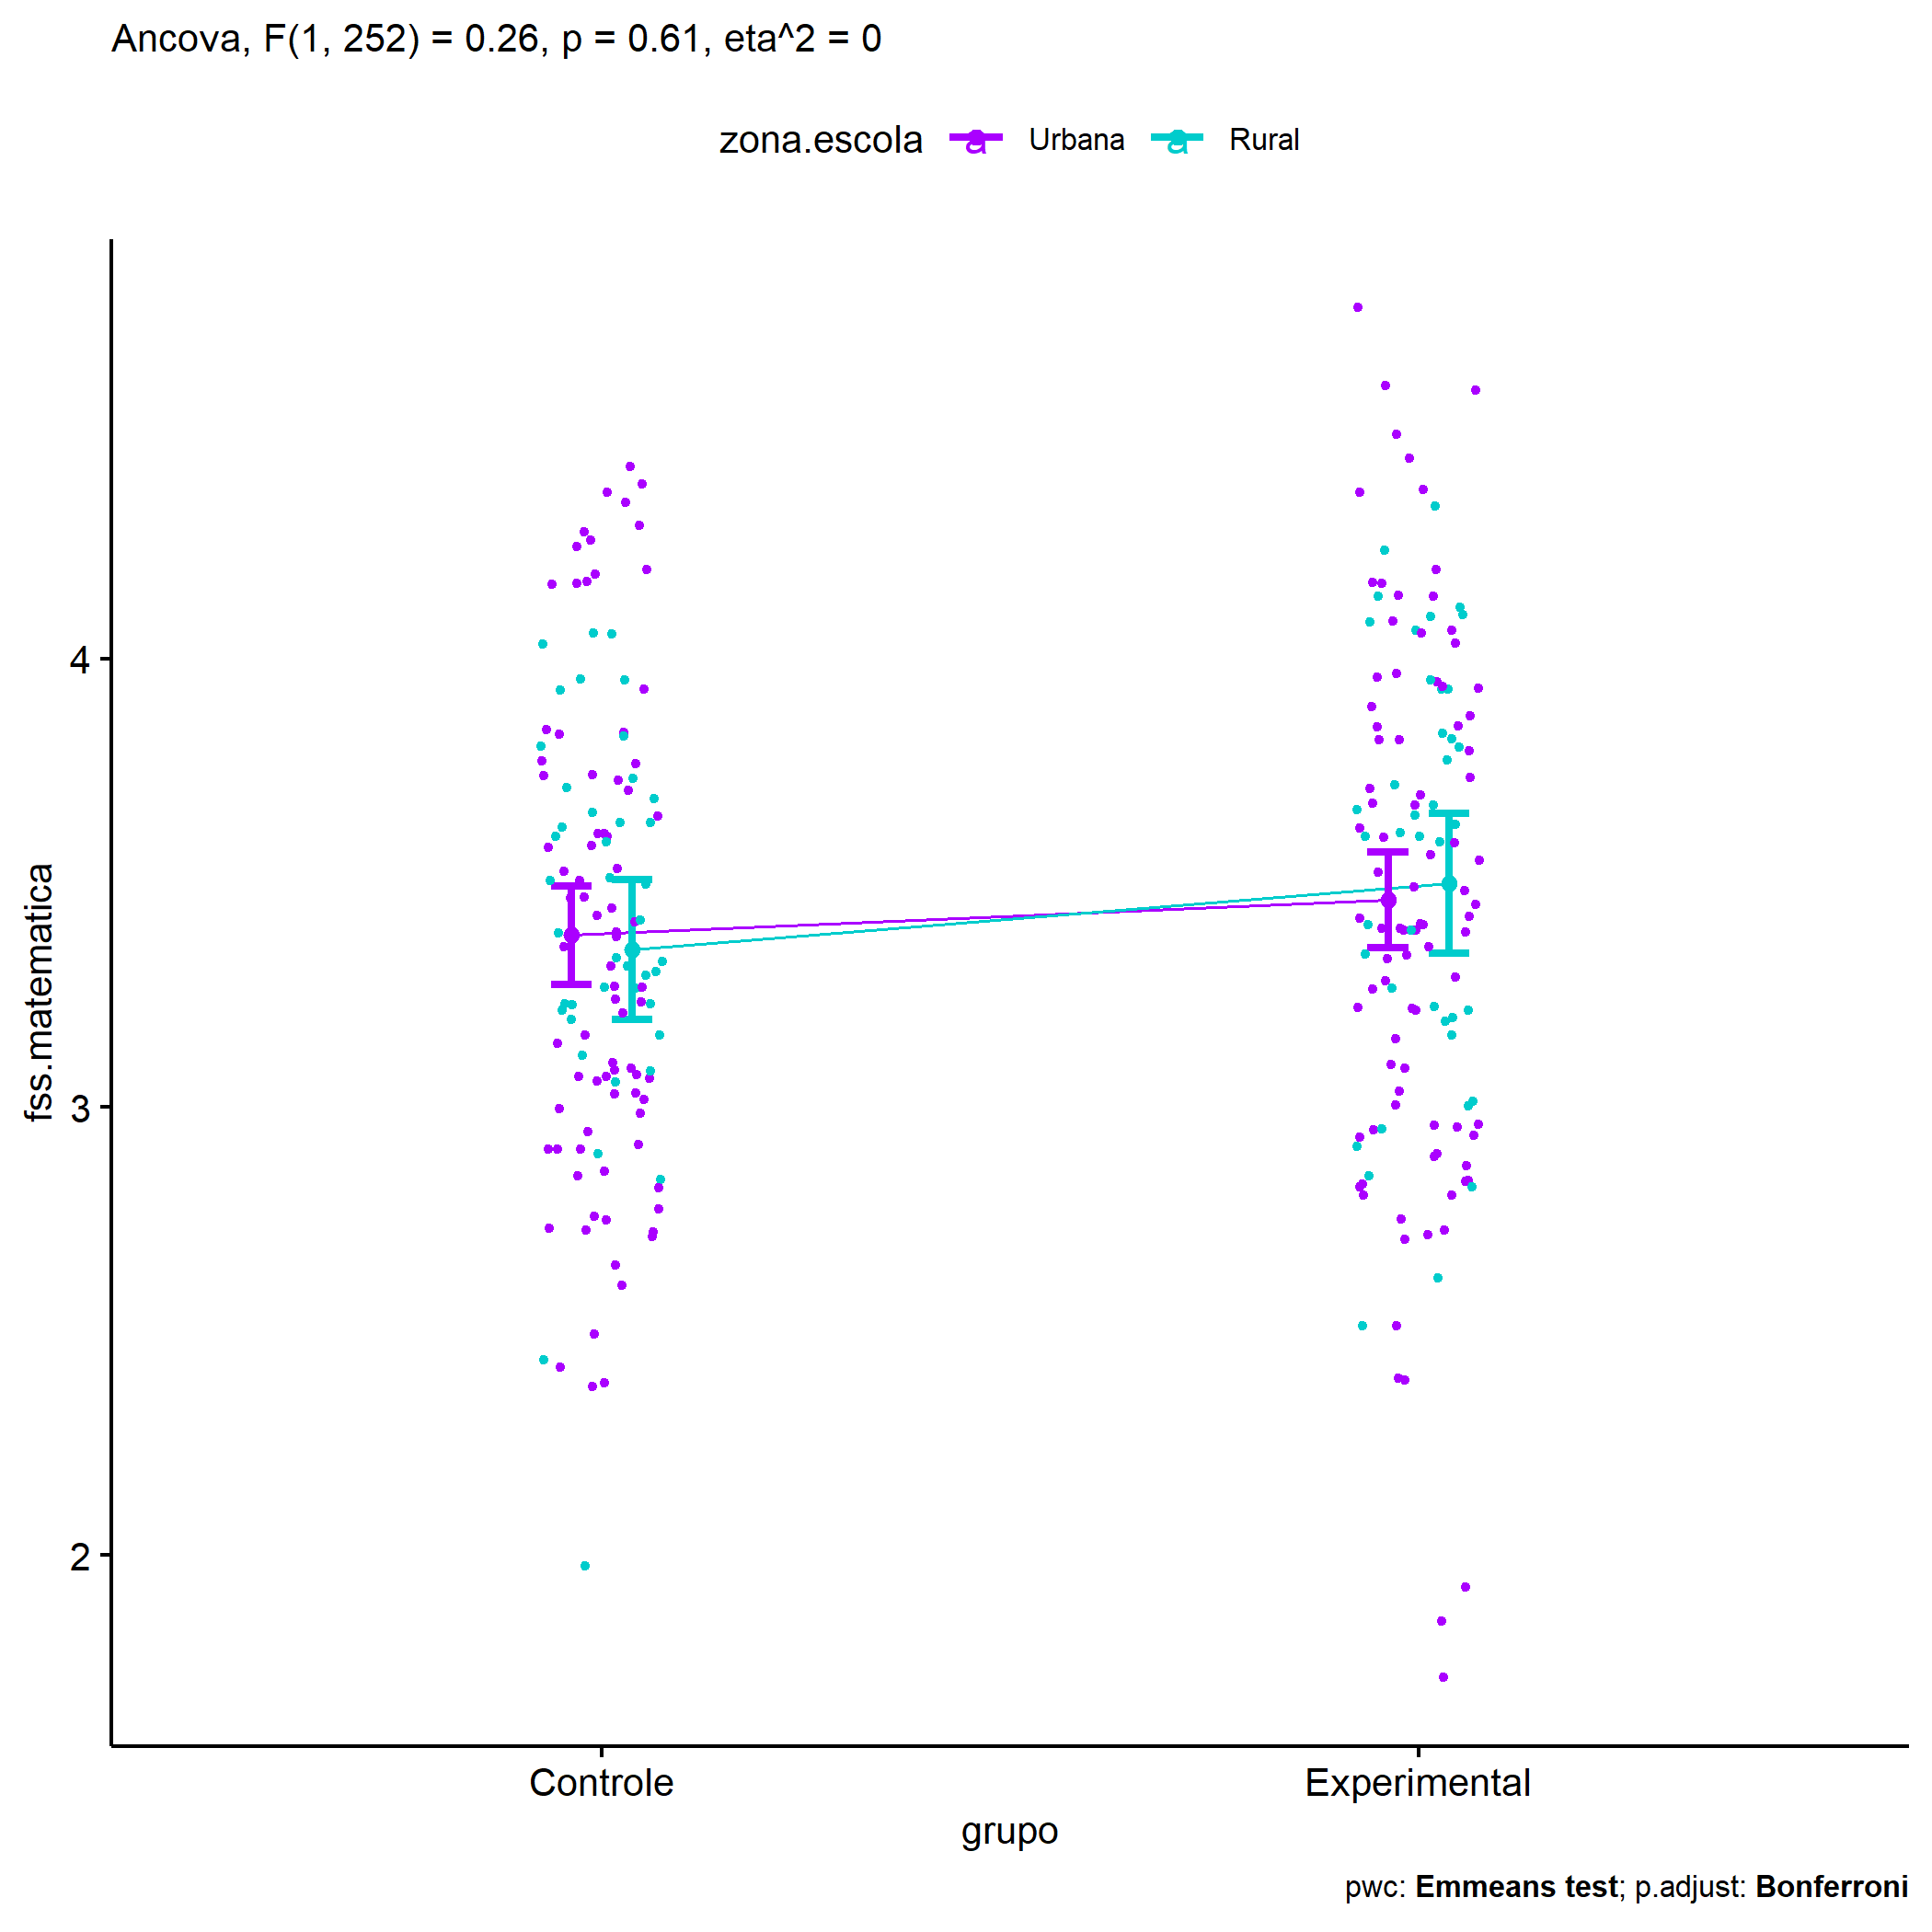 Ancova, F(1, 252) = 0.26, p = 0.61, eta^2 = 0
zona.escola a Urbana a Rural
fss.matematica
4
3
2
Controle Experimental
grupo
pwc: Emmeans test; p.adjust: Bonferroni